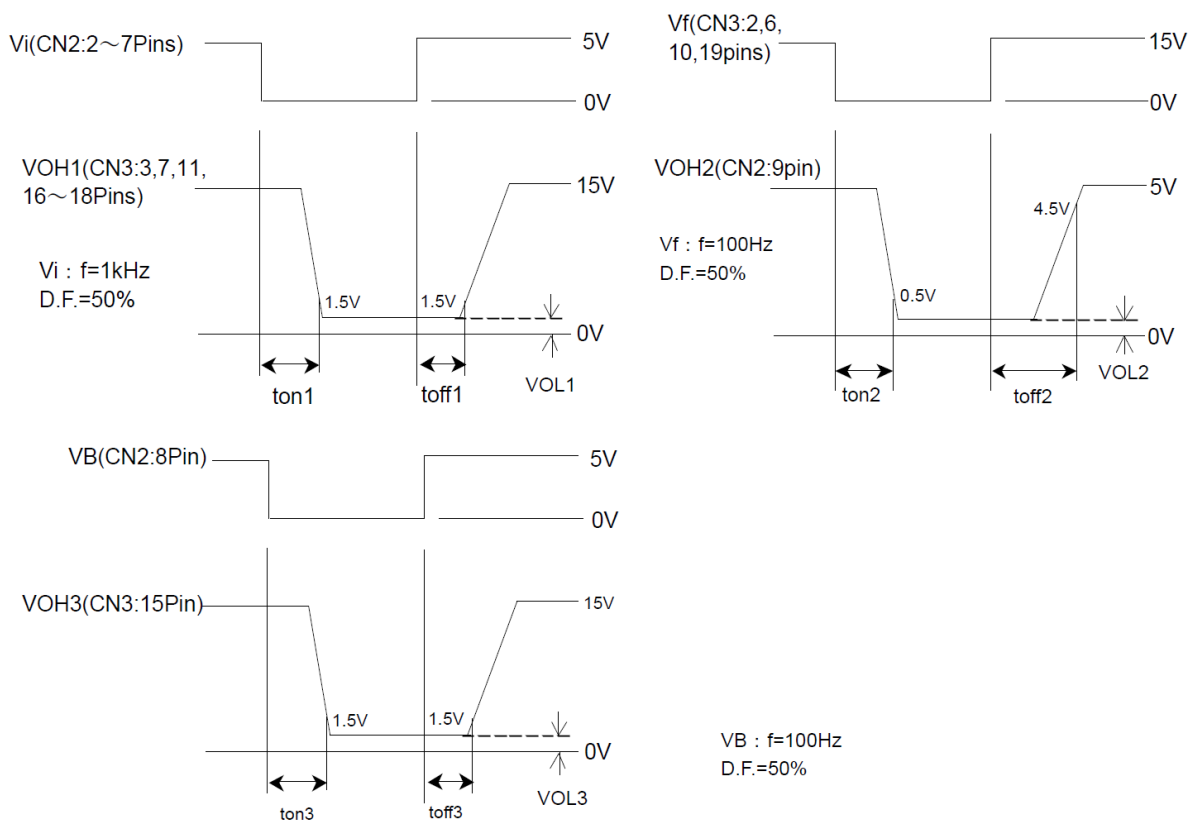 Vi(CN2:2～7Pins)
5V
0V
VOH1(CN3:3,7,11,
16～18Pins)
15V
Vi：f=1kHz
D.F.=50%
1.5V
1.5V
0V
ton1
toff1
VOL1
Vf(CN3:2,6,
10,19pins)
15V
0V
VOH2(CN2:9pin)
5V
4.5V
Vf：f=100Hz
D.F.=50%
0.5V
0V
ton2
toff2
VOL2
VB(CN2:8Pin)
5V
0V
VOH3(CN3:15Pin)
15V
1.5V
1.5V
0V
ton3
toff3
VOL3
VB：f=100Hz
D.F.=50%